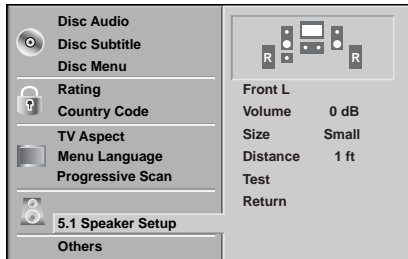 Disc Audio
Disc Subtitle
Disc Menu
Rating
Country Code
TV Aspect
Menu Language
Progressive Scan
5.1 Speaker Setup
Others
R R
Front L
Volume 0 dB
Size Small
Distance 1 ft
Test
Return